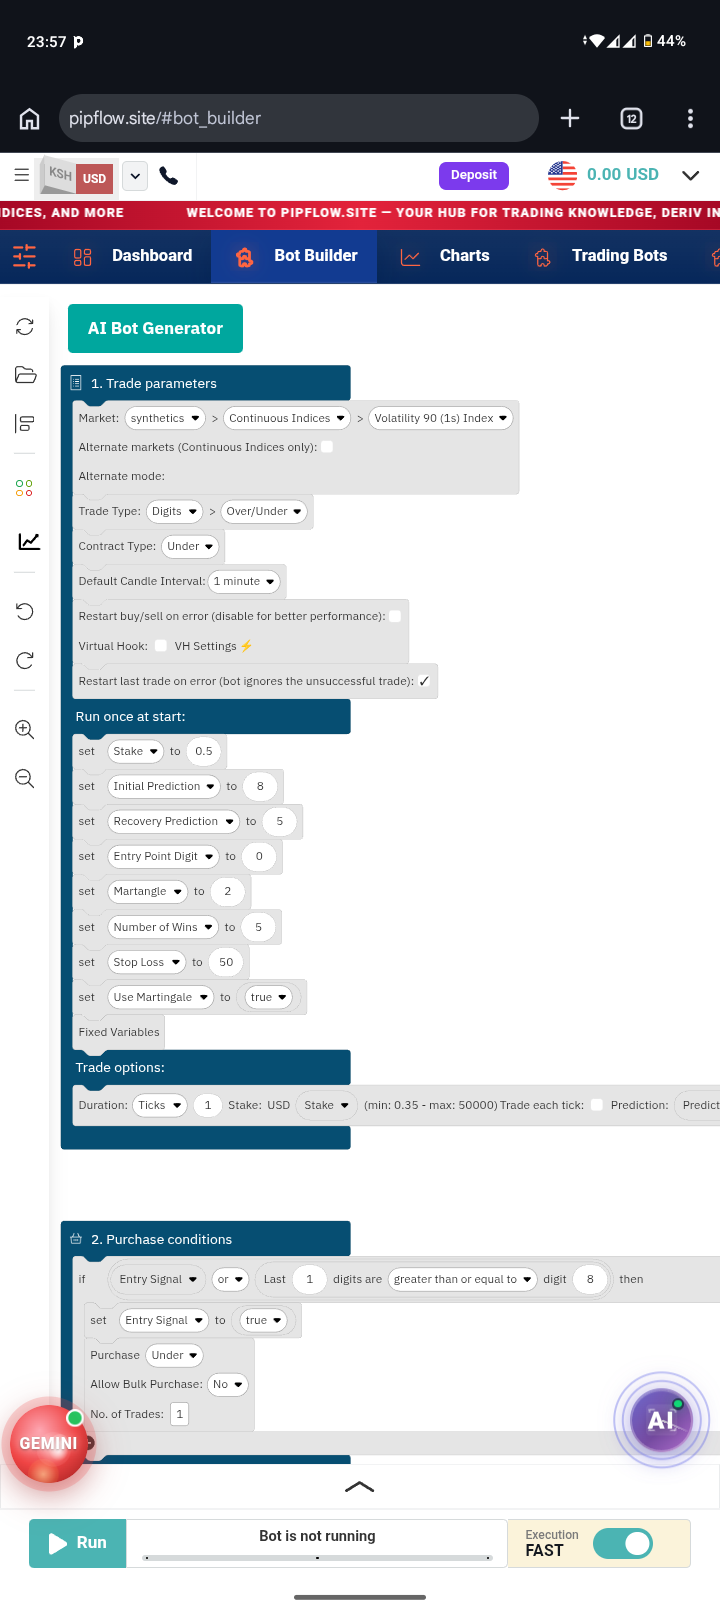 23:57
44%
pipflow.site/#bot_builder
12
KSH
USD
Deposit
0.00 USD
NDICES, AND MORE
WELCOME TO PIPFLOW.SITE — YOUR HUB FOR TRADING KNOWLEDGE, DERIV IN
Dashboard
Bot Builder
Charts
Trading Bots
AI Bot Generator
1. Trade parameters
Market: synthetics > Continuous Indices > Volatility 90 (1s) Index
Alternate markets (Continuous Indices only):
Alternate mode:
Trade Type: Digits > Over/Under
Contract Type: Under
Default Candle Interval: 1 minute
Restart buy/sell on error (disable for better performance):
Virtual Hook: VH Settings ⚡
Restart last trade on error (bot ignores the unsuccessful trade): ✓
Run once at start:
set Stake to 0.5
set Initial Prediction to 8
set Recovery Prediction to 5
set Entry Point Digit to 0
set Martangle to 2
set Number of Wins to 5
set Stop Loss to 50
set Use Martingale to true
Fixed Variables
Trade options:
Duration: Ticks 1 Stake: USD Stake (min: 0.35 - max: 50000) Trade each tick: Prediction: Predict
2. Purchase conditions
if Entry Signal or Last 1 digits are greater than or equal to digit 8 then
set Entry Signal to true
Purchase Under
Allow Bulk Purchase: No
No. of Trades: 1
GEMINI
AI
Run
Bot is not running
Execution
FAST